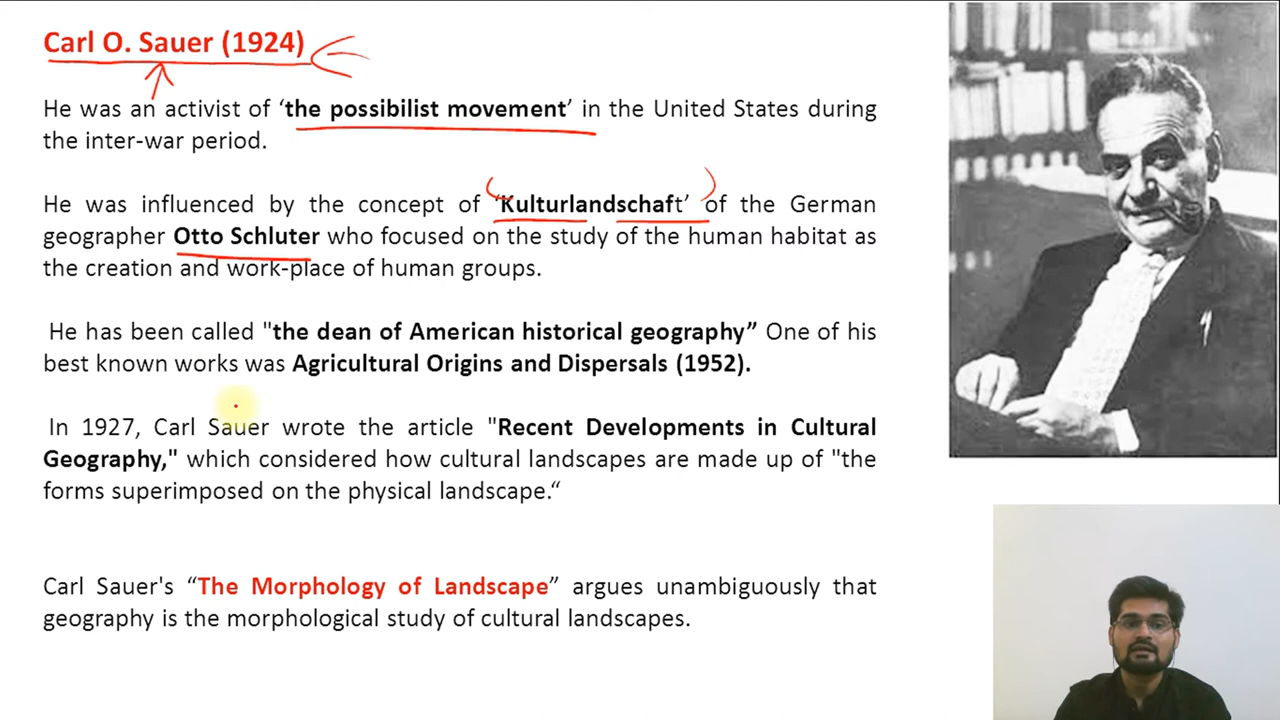 Carl O. Sauer (1924)
He was an activist of ‘the possibilist movement’ in the United States during
the inter-war period.
He was influenced by the concept of ‘Kulturlandschaft’ of the German
geographer Otto Schluter who focused on the study of the human habitat as
the creation and work-place of human groups.
He has been called "the dean of American historical geography” One of his
best known works was Agricultural Origins and Dispersals (1952).
In 1927, Carl Sauer wrote the article "Recent Developments in Cultural
Geography," which considered how cultural landscapes are made up of "the
forms superimposed on the physical landscape.“
Carl Sauer's “The Morphology of Landscape” argues unambiguously that
geography is the morphological study of cultural landscapes.